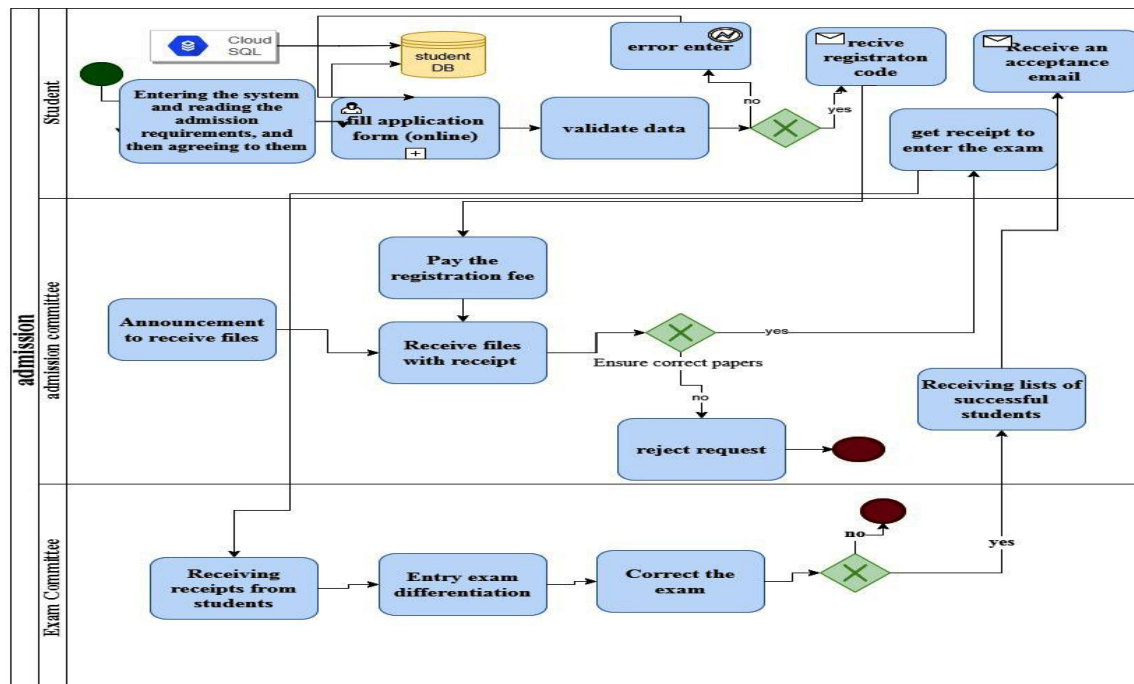 admission
Student
Cloud
SQL
student
DB
Entering the system
and reading the
admission
requirements, and
then agreeing to them
fill application
form (online)
validate data
error enter
no
yes
recive
registraton
code
Receive an
acceptance
email
get receipt to
enter the exam
admission committee
Pay the
registration fee
Announcement
to receive files
Receive files
with receipt
yes
Ensure correct papers
no
reject request
Receiving lists of
successful
students
Exam Committee
Receiving
receipts from
students
Entry exam
differentiation
Correct the
exam
no
yes